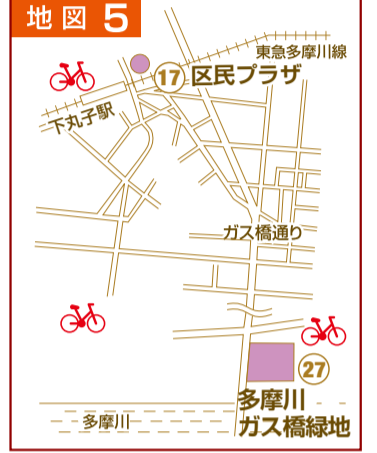 地図 5
東急多摩川線
17 区民プラザ
下丸子駅
ガス橋通り
27
多摩川
ガス橋緑地
多摩川